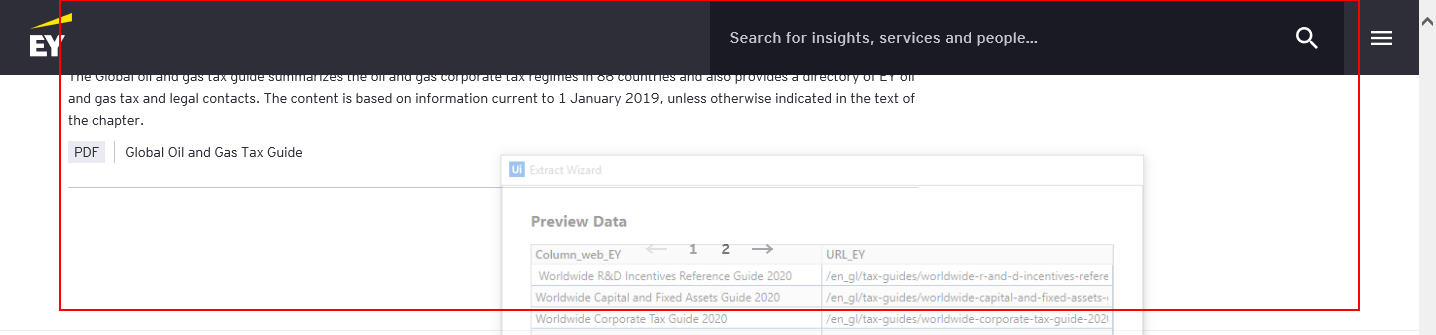 EY
Search for insights, services and people...
The Global oil and gas tax guide summarizes the oil and gas corporate tax regimes in 86 countries and also provides a directory of EY oil
and gas tax and legal contacts. The content is based on information current to 1 January 2019, unless otherwise indicated in the text of
the chapter.
PDF Global Oil and Gas Tax Guide
Ui Extract Wizard
Preview Data
1 2
Column_web_EY URL_EY
Worldwide R&D Incentives Reference Guide 2020 /en_gl/tax-guides/worldwide-r-and-d-incentives-refere
Worldwide Capital and Fixed Assets Guide 2020 /en_gl/tax-guides/worldwide-capital-and-fixed-assets-
Worldwide Corporate Tax Guide 2020 /en_gl/tax-guides/worldwide-corporate-tax-guide-202